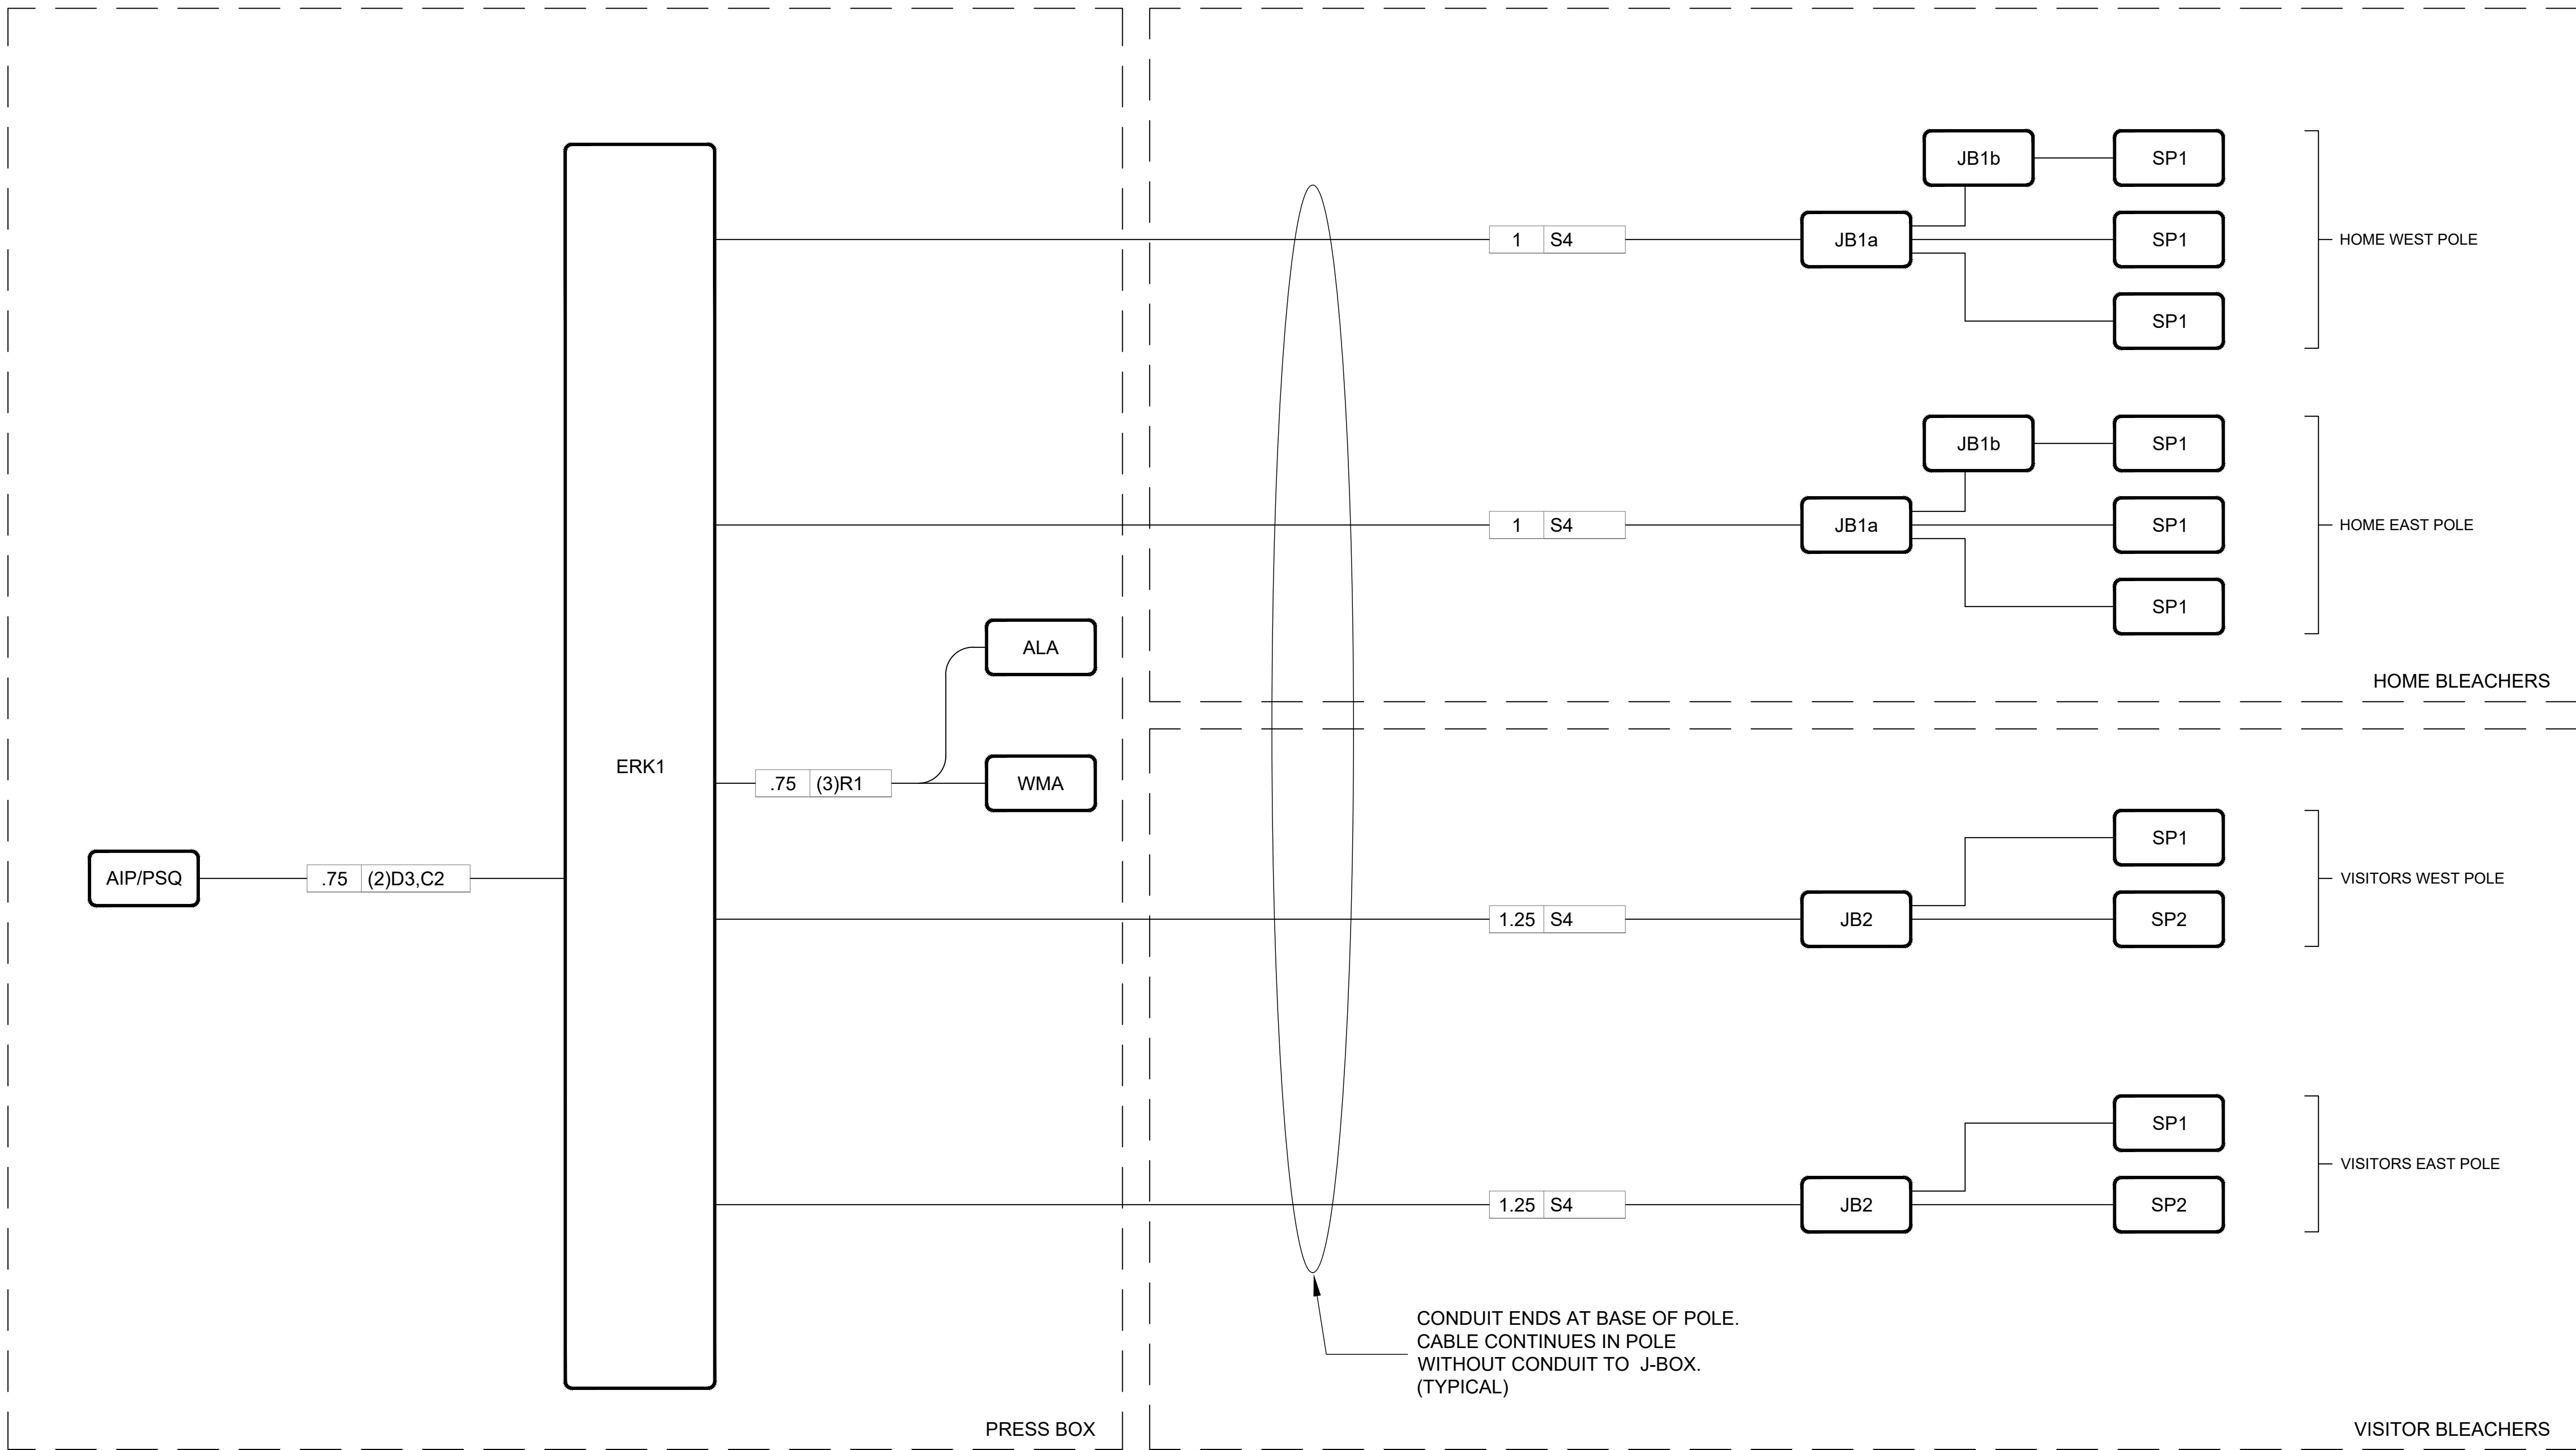 JB1b
SP1
1
S4
JB1a
SP1
HOME WEST POLE
SP1
JB1b
SP1
1
S4
JB1a
SP1
HOME EAST POLE
SP1
HOME BLEACHERS
ALA
ERK1
.75
(3)R1
WMA
AIP/PSQ
.75
(2)D3,C2
PRESS BOX
SP1
VISITORS WEST POLE
1.25
S4
JB2
SP2
SP1
VISITORS EAST POLE
1.25
S4
JB2
SP2
CONDUIT ENDS AT BASE OF POLE.
CABLE CONTINUES IN POLE
WITHOUT CONDUIT TO J-BOX.
(TYPICAL)
VISITOR BLEACHERS